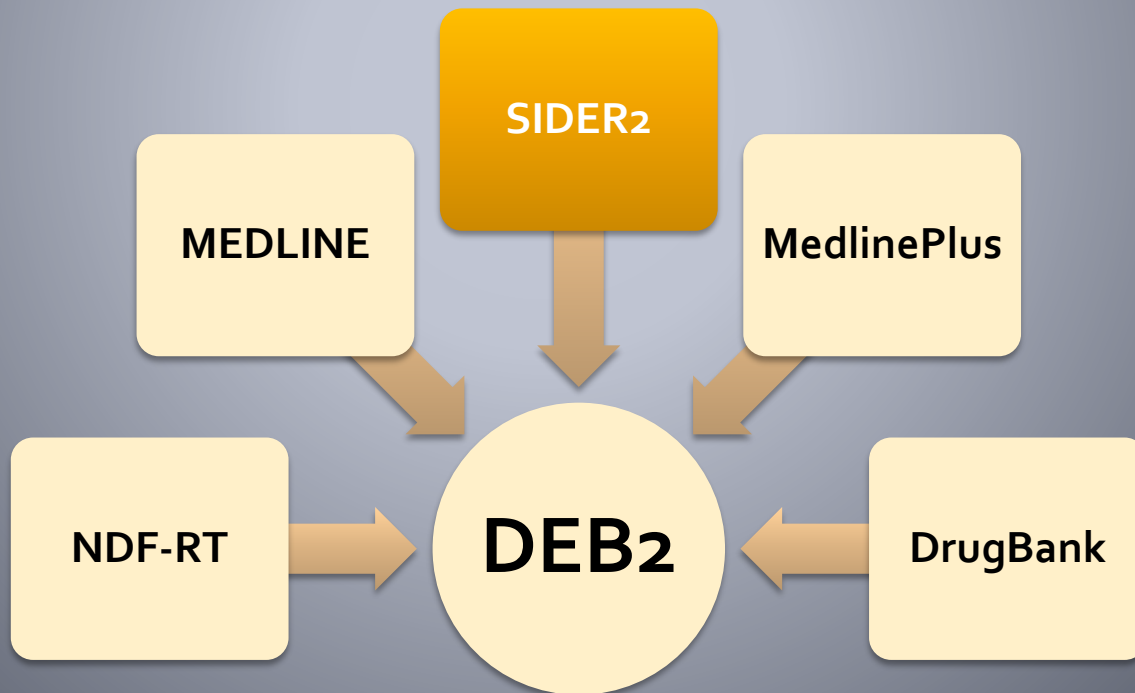 SIDER2
MEDLINE
MedlinePlus
NDF-RT
DEB2
DrugBank